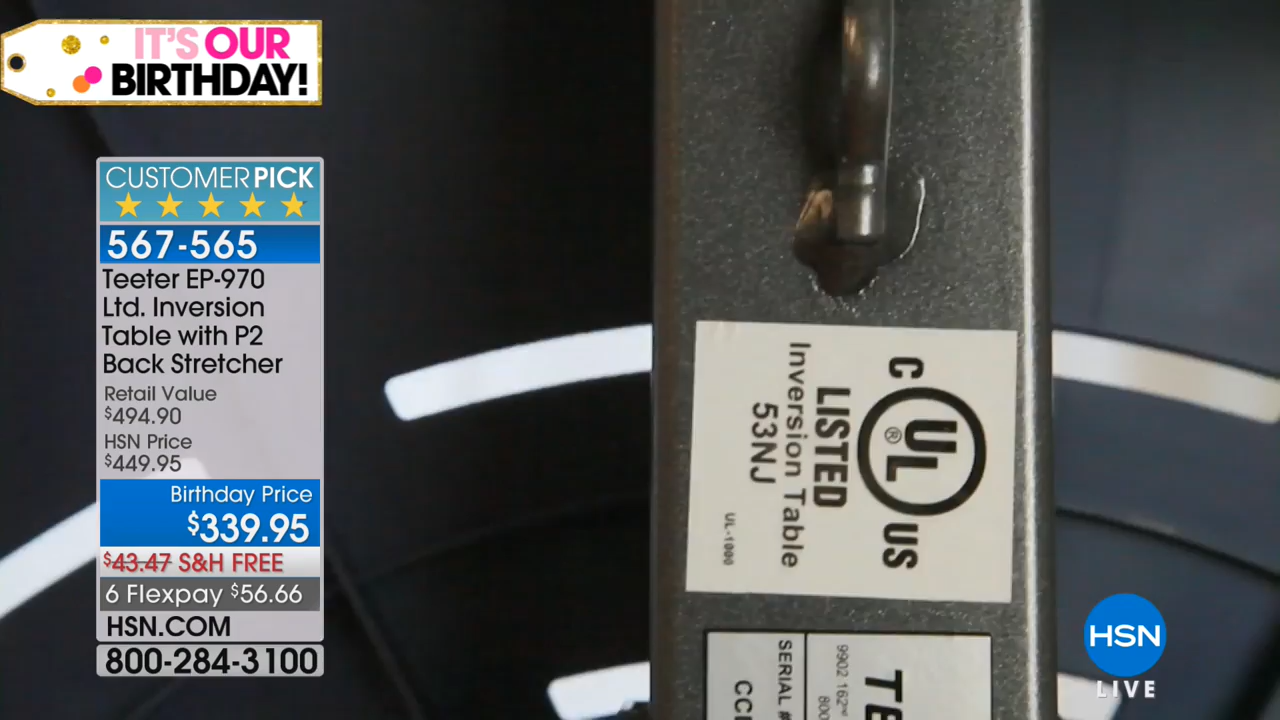 IT'S OUR
BIRTHDAY!
CUSTOMER PICK
567-565
Teeter EP-970
Ltd. Inversion
Table with P2
Back Stretcher
Retail Value
$494.90
HSN Price
$449.95
Birthday Price
$339.95
$43.47 S&H FREE
6 Flexpay $56.66
HSN.COM
800-284-3100
C UL® US
LISTED
Inversion Table
53NJ
UL-1000
9902 162nd
SERIAL #
HSN
LIVE